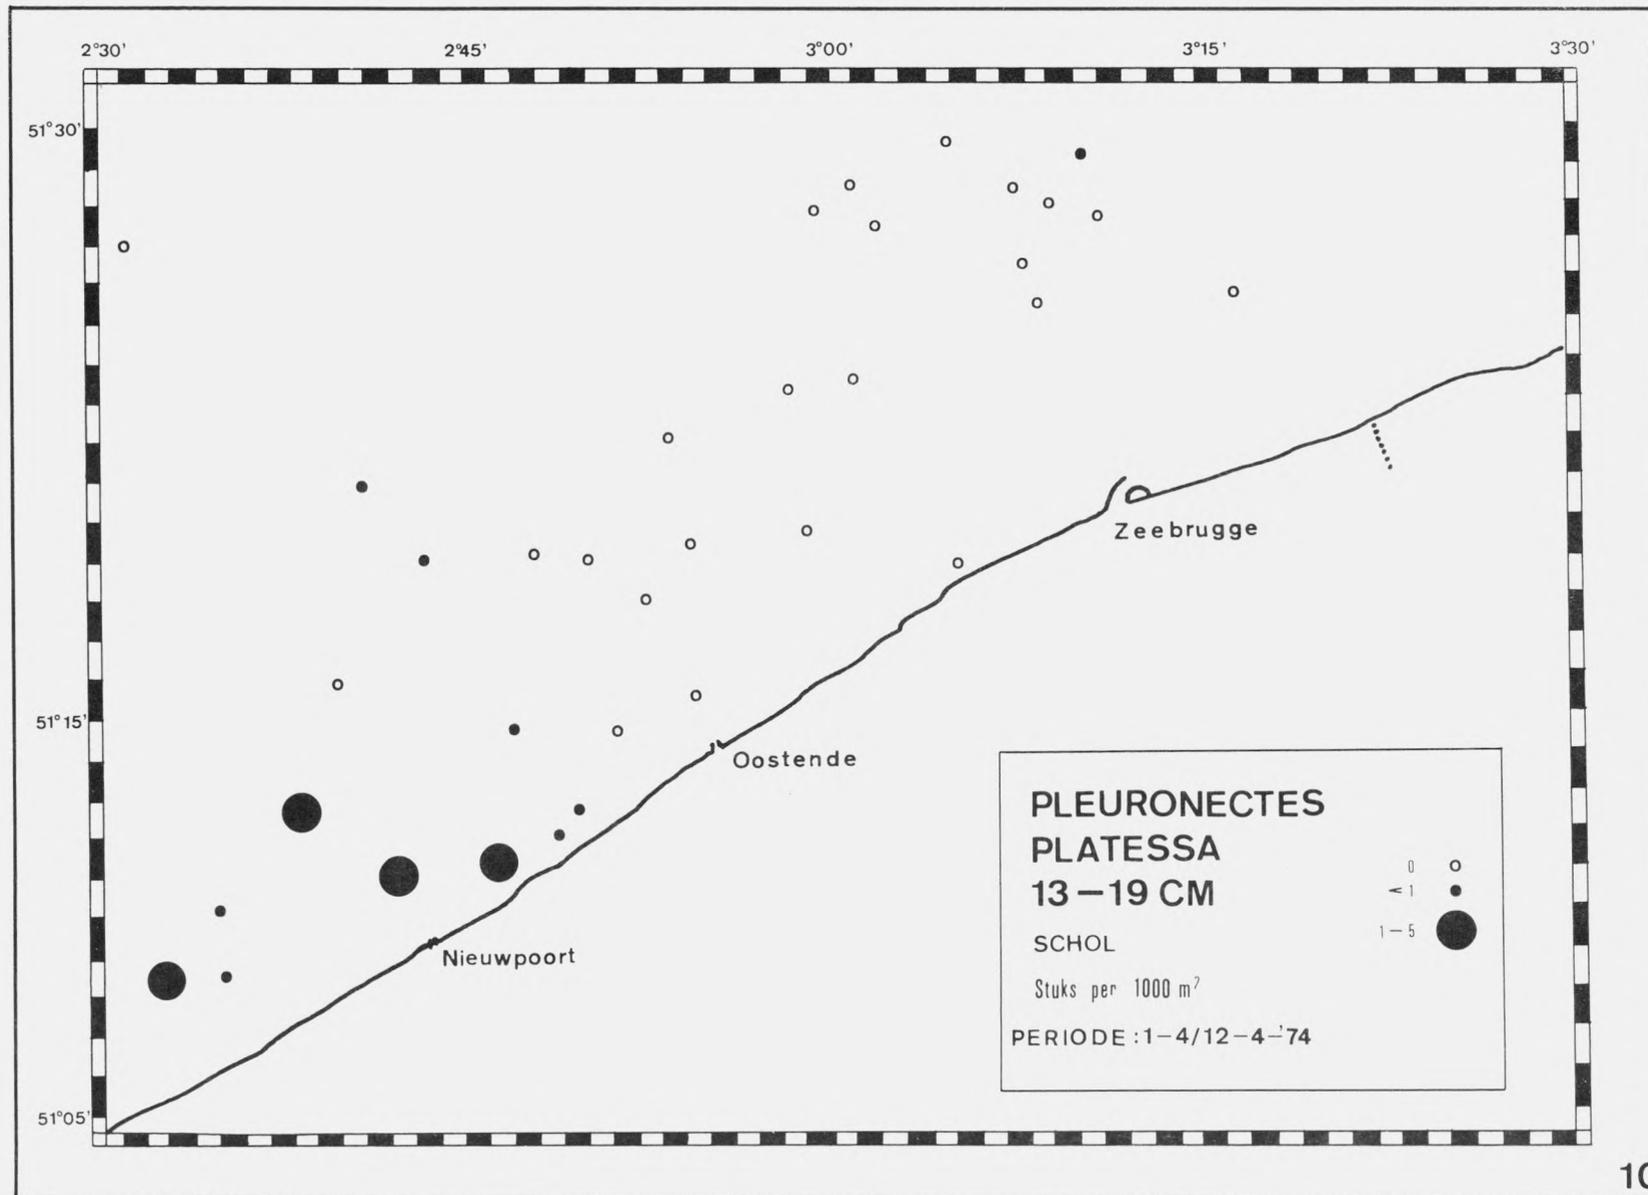 2°30' 2°45' 3°00' 3°15' 3°30'
51°30'
51°15'
51°05'
Zeebrugge
Oostende
Nieuwpoort
PLEURONECTES
PLATESSA
13—19 CM
SCHOL
Stuks per 1000 m²
PERIODE : 1—4/12—4—'74
0
< 1
1—5
10